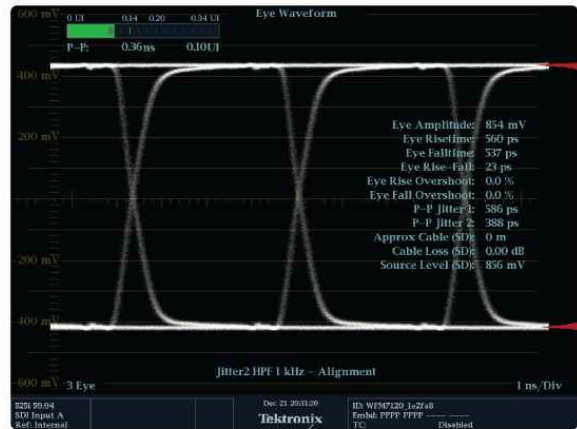 600 mV
Eye Waveform
0 UI 0.14 0.20 0.34 UI
P-P: 0.36ns 0.10UI
400 mV
Eye Amplitude: 854 mV
Eye Risetime: 560 ps
Eye Falltime: 537 ps
200 mV
Eye Rise-Fall: 23 ps
Eye Rise Overshoot: 0.0 %
Eye Fall Overshoot: 0.0 %
0 mV
P-P Jitter 1: 586 ps
P-P Jitter 2: 388 ps
Approx Cable (SD): 0 m
-200 mV
Cable Loss (SD): 0.00 dB
Source Level (SD): 856 mV
-400 mV
Jitter2 HPF 1 kHz - Alignment
-600 mV
3 Eye
1 ns/Div
525i 59.94
SDI Input A
Ref: Internal
Tektronix
ID: WFM7120_1e2fa8
Embd: PPPP PPPP ---- ----
TC: Disabled